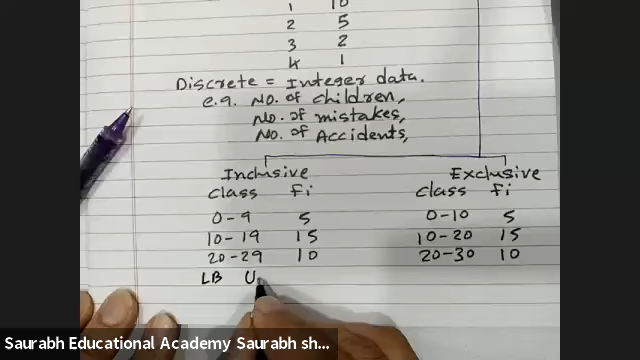 1 10
2 5
3 2
4 1
Discrete = Integer data.
e.g. No. of children,
No. of mistakes,
No. of Accidents,
Inclusive Exclusive
class fi class fi
0-9 5 0-10 5
10-19 15 10-20 15
20-29 10 20-30 10
LB U
Saurabh Educational Academy Saurabh sh...